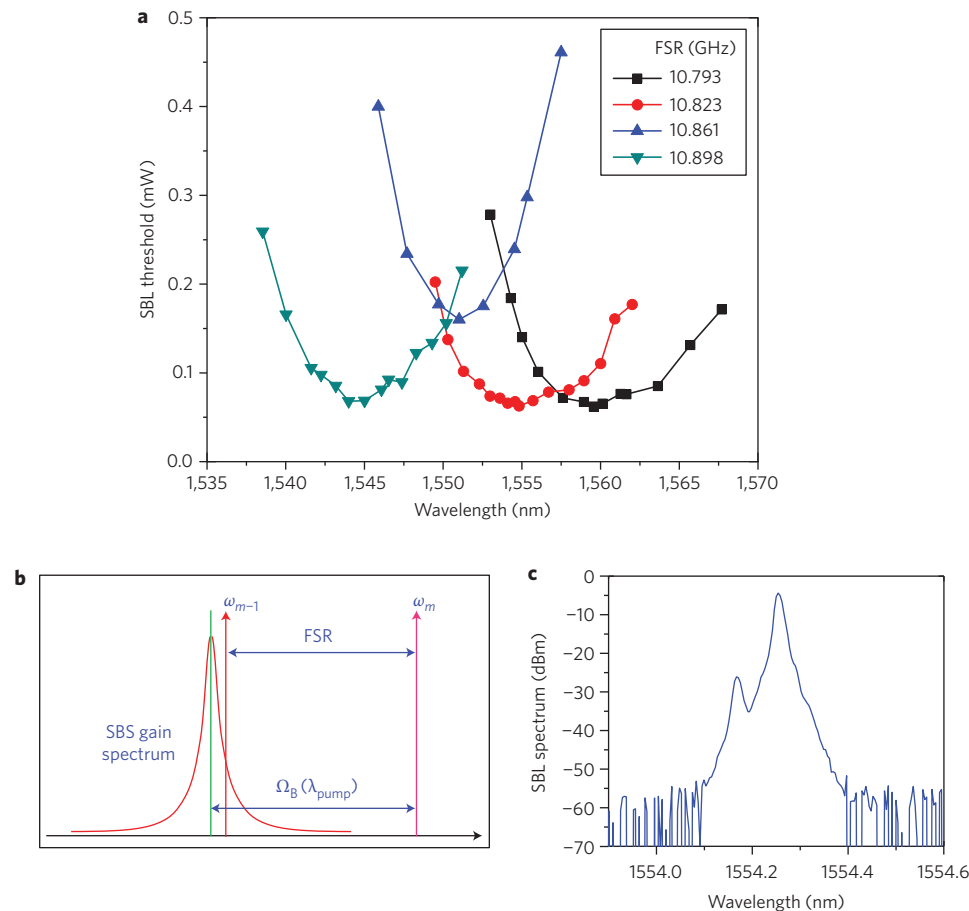 a
0.5
0.4
0.3
0.2
0.1
0.0
SBL threshold (mW)
1,535 1,540 1,545 1,550 1,555 1,560 1,565 1,570
Wavelength (nm)
FSR (GHz)
10.793
10.823
10.861
10.898
b
ωm−1
ωm
FSR
SBS gain
spectrum
ΩB (λpump)
c
0
−10
−20
−30
−40
−50
−60
−70
SBL spectrum (dBm)
1554.0 1554.2 1554.4 1554.6
Wavelength (nm)